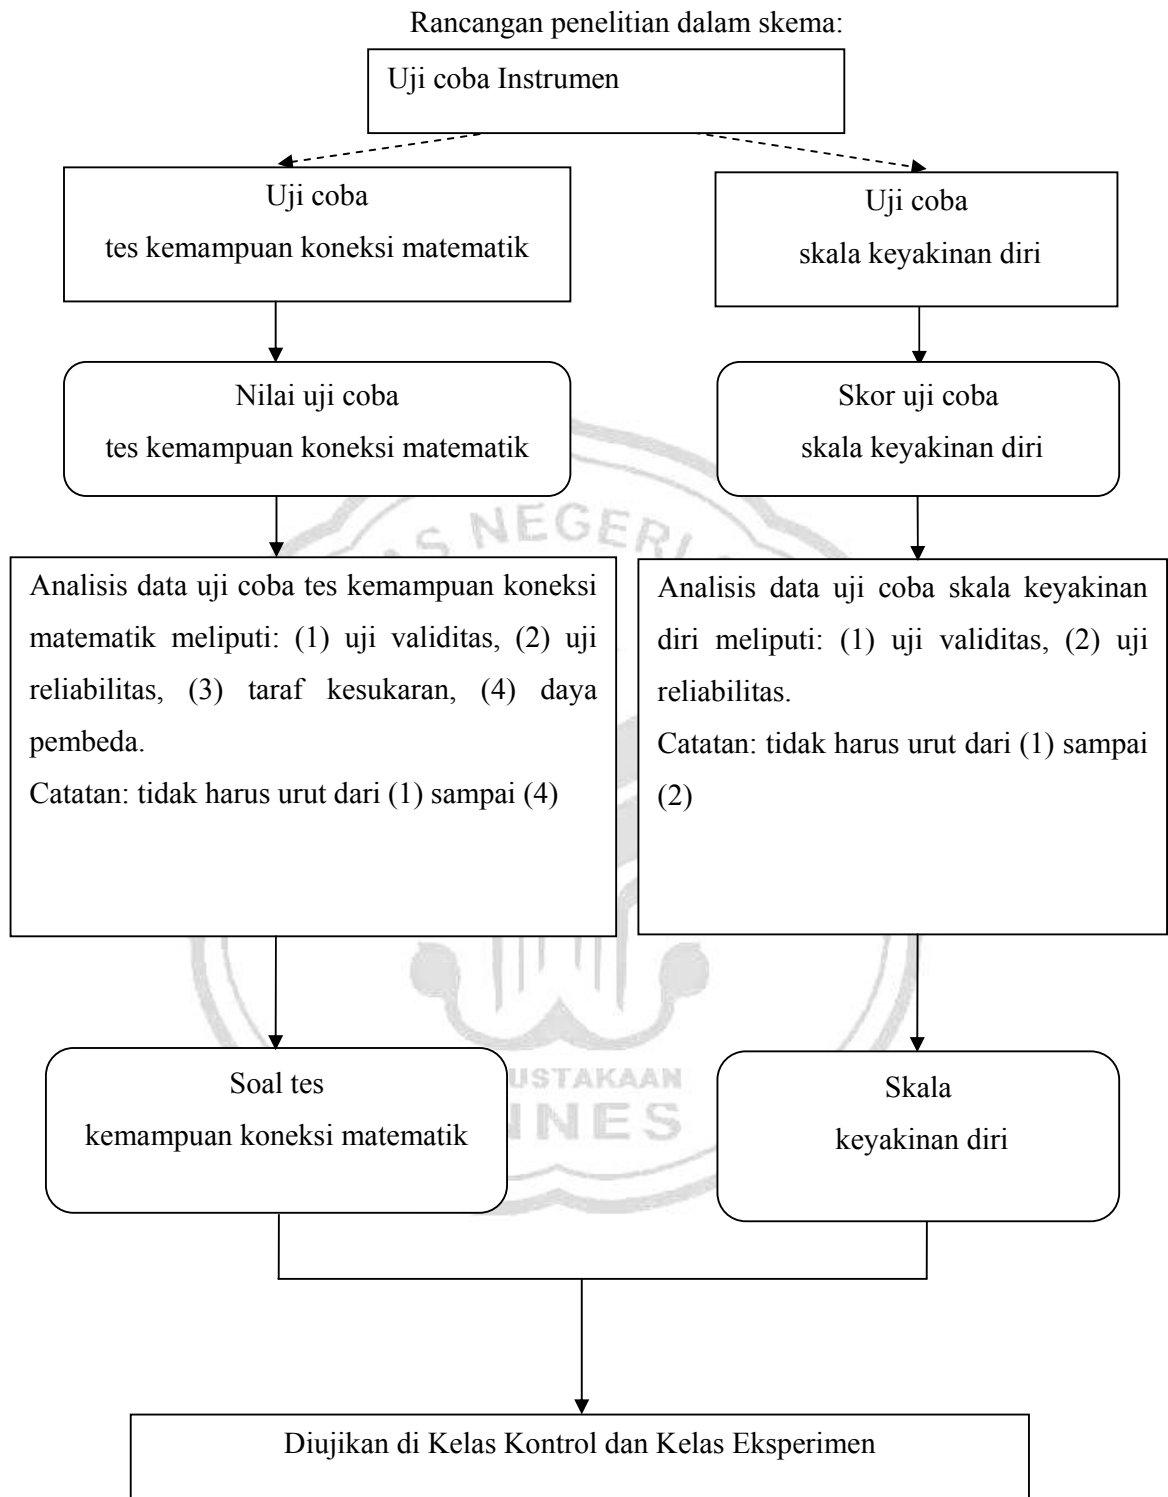 Rancangan penelitian dalam skema:
Uji coba Instrumen
Uji coba
tes kemampuan koneksi matematik
Uji coba
skala keyakinan diri
Nilai uji coba
tes kemampuan koneksi matematik
Skor uji coba
skala keyakinan diri
Analisis data uji coba tes kemampuan koneksi
matematik meliputi: (1) uji validitas, (2) uji
reliabilitas, (3) taraf kesukaran, (4) daya
pembeda.
Catatan: tidak harus urut dari (1) sampai (4)
Analisis data uji coba skala keyakinan
diri meliputi: (1) uji validitas, (2) uji
reliabilitas.
Catatan: tidak harus urut dari (1) sampai
(2)
Soal tes
kemampuan koneksi matematik
Skala
keyakinan diri
Diujikan di Kelas Kontrol dan Kelas Eksperimen
AS NEGERI
USTAKAAN
NNES